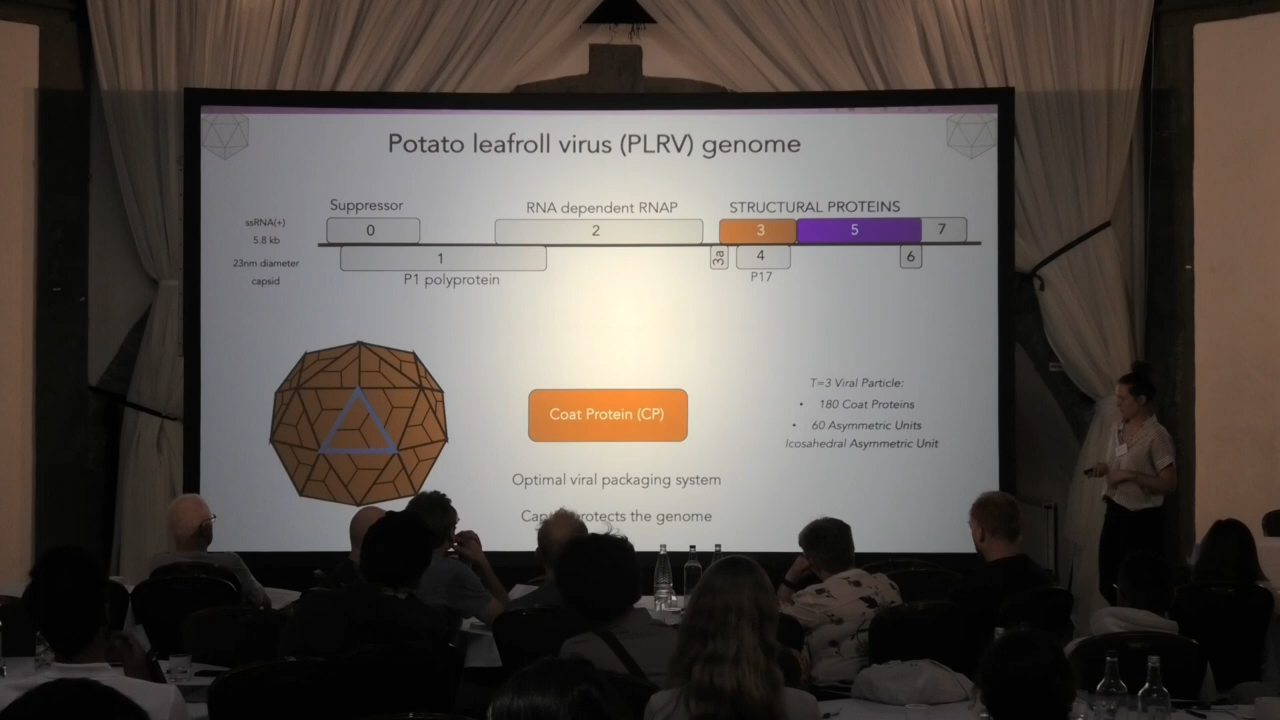 Potato leafroll virus (PLRV) genome
Suppressor
RNA dependent RNAP
STRUCTURAL PROTEINS
ssRNA(+)
5.8 kb
23nm diameter
capsid
0
2
3
5
7
1
3a
4
6
P1 polyprotein
P17
Coat Protein (CP)
Optimal viral packaging system
protects the genome
T=3 Viral Particle:
• 180 Coat Proteins
• 60 Asymmetric Units
Icosahedral Asymmetric Unit